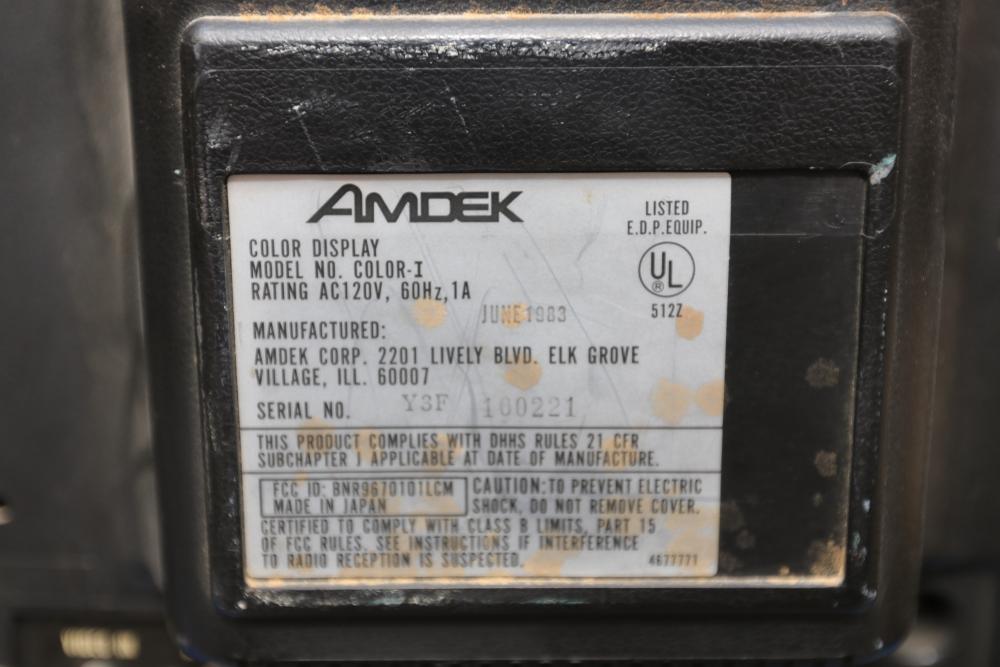 AMDEK
LISTED
E.D.P.EQUIP.
UL
®
512Z
COLOR DISPLAY
MODEL NO. COLOR-I
RATING AC120V, 60Hz,1A
JUNE 1983
MANUFACTURED:
AMDEK CORP. 2201 LIVELY BLVD. ELK GROVE
VILLAGE, ILL. 60007
SERIAL NO. Y3F 100221
THIS PRODUCT COMPLIES WITH DHHS RULES 21 CFR
SUBCHAPTER J APPLICABLE AT DATE OF MANUFACTURE.
FCC ID: BNR9670101LCM
MADE IN JAPAN
CAUTION:TO PREVENT ELECTRIC
SHOCK, DO NOT REMOVE COVER.
CERTIFIED TO COMPLY WITH CLASS B LIMITS, PART 15
OF FCC RULES. SEE INSTRUCTIONS IF INTERFERENCE
TO RADIO RECEPTION IS SUSPECTED.
4677771
VIDEO IN